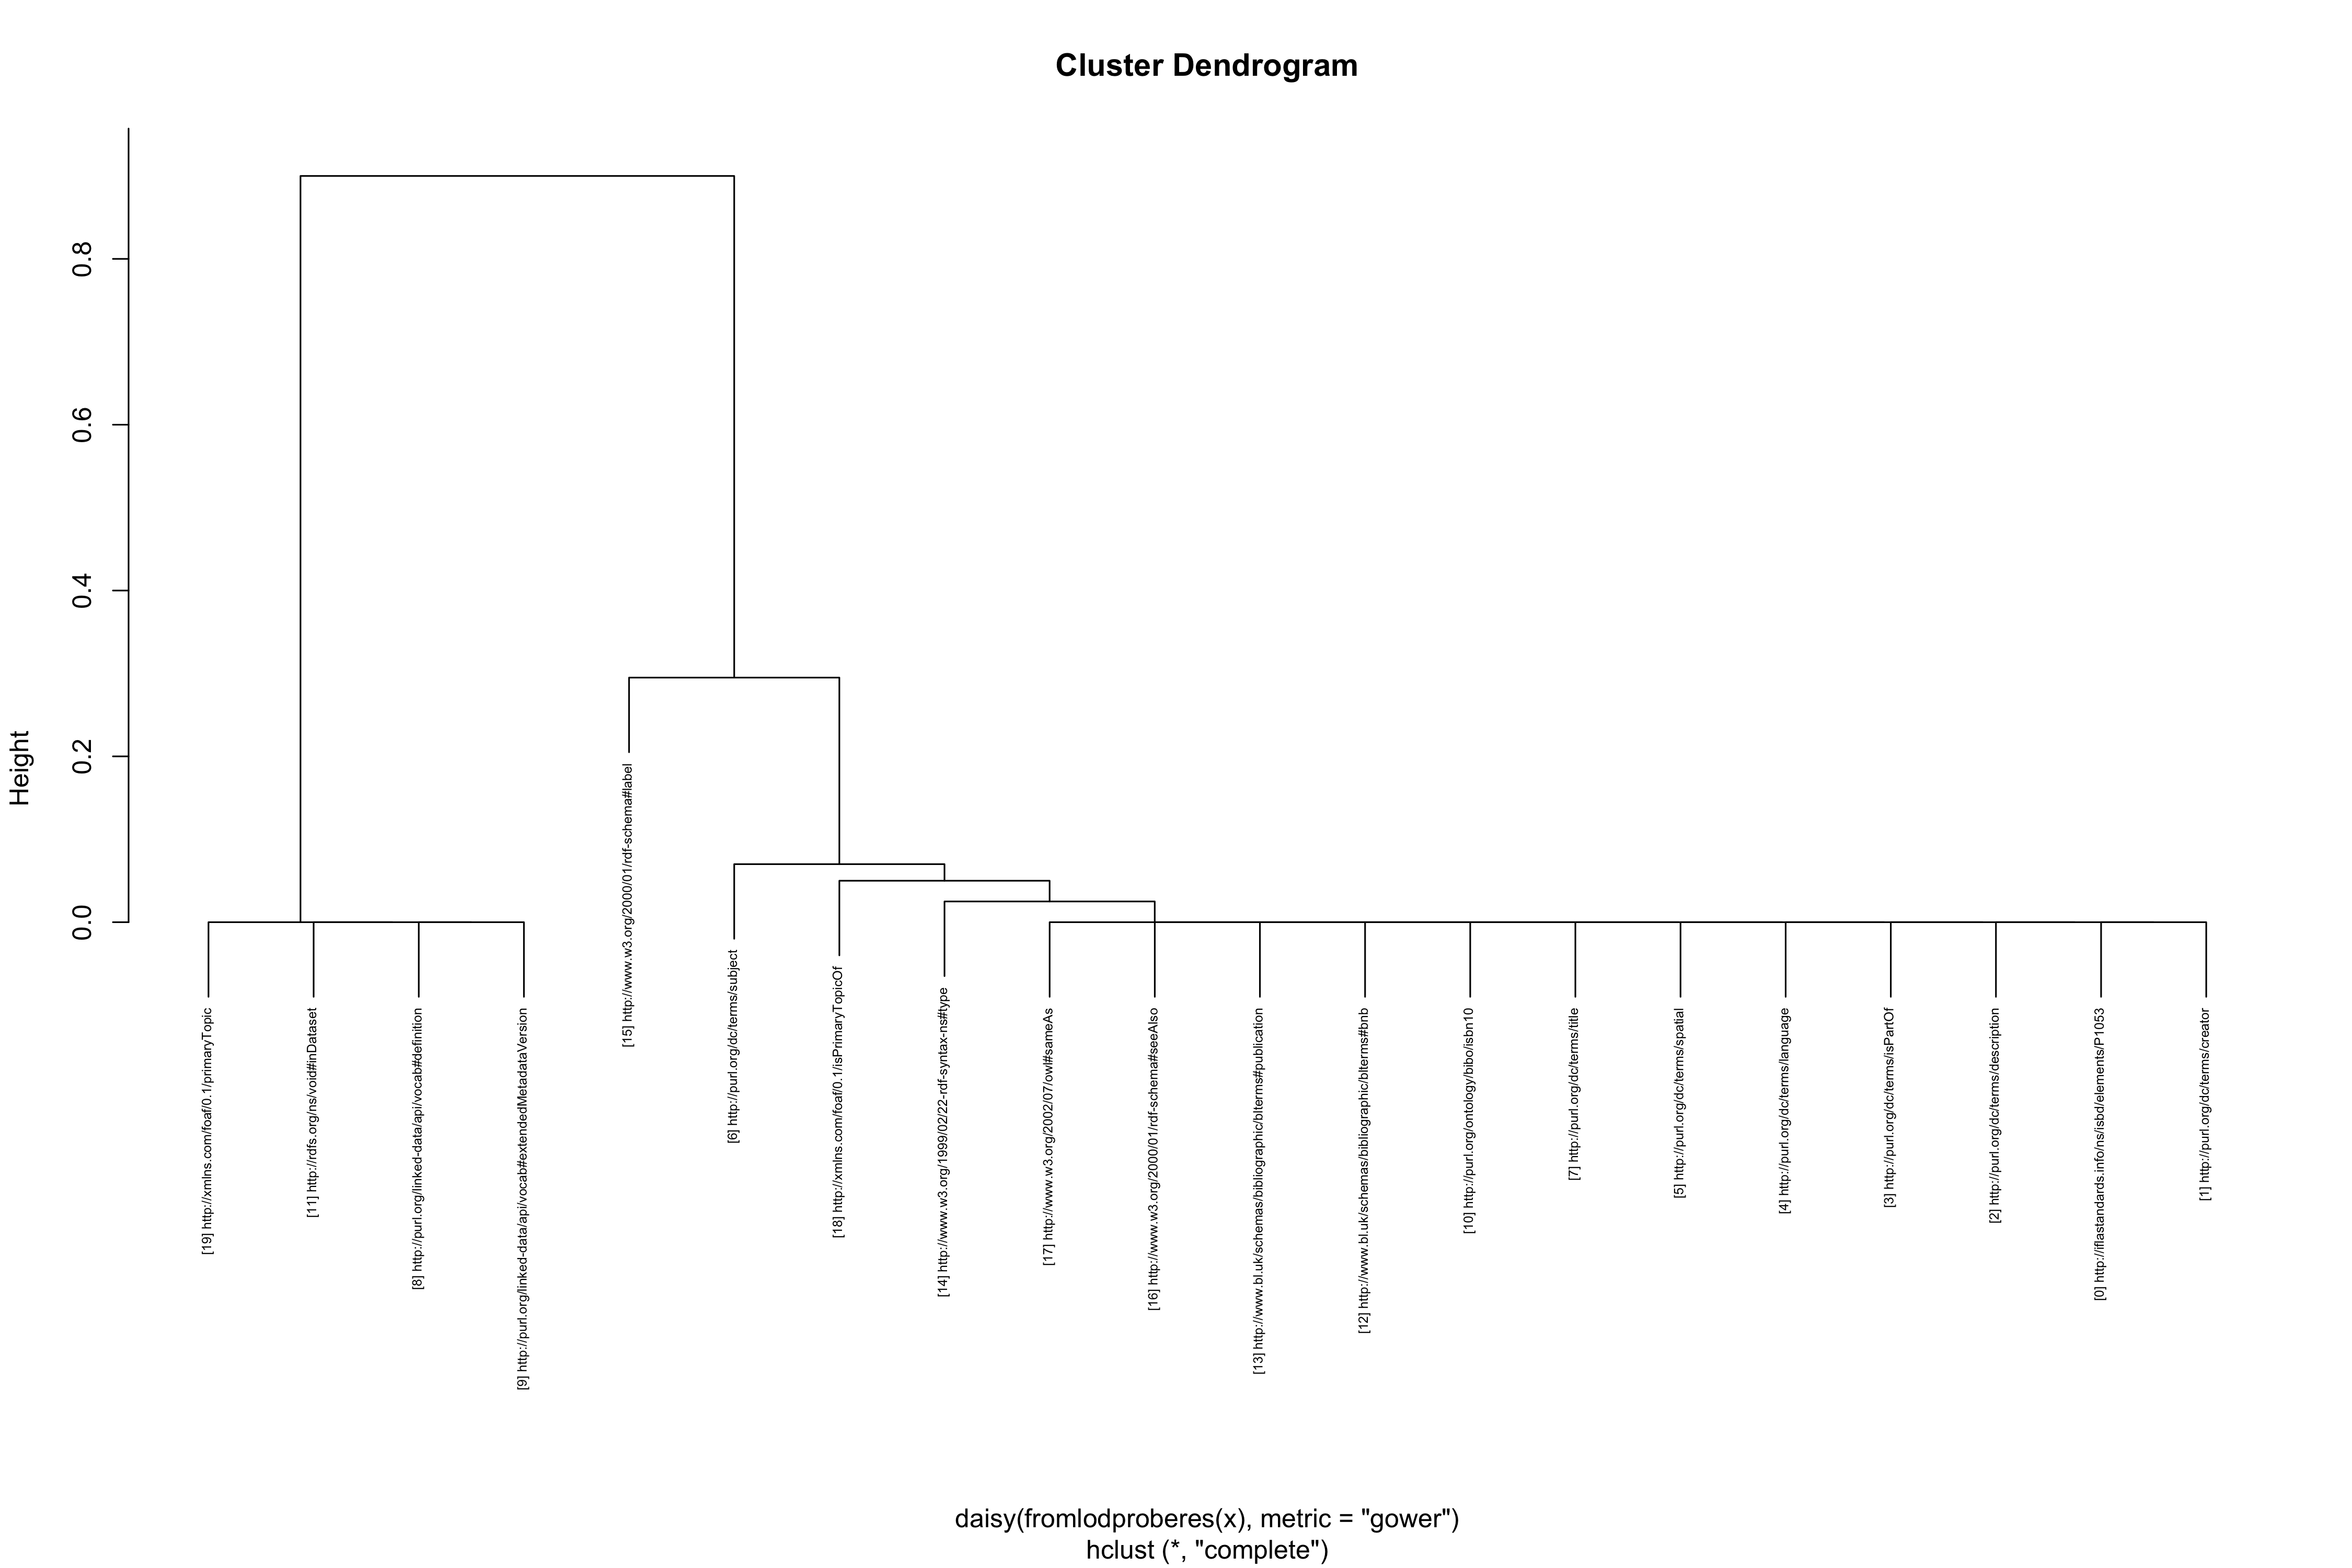 Cluster Dendrogram
Height
0.0
0.2
0.4
0.6
0.8
[19] http://xmlns.com/foaf/0.1/primaryTopic
[11] http://rdfs.org/ns/void#inDataset
[8] http://purl.org/linked-data/api/vocab#definition
[9] http://purl.org/linked-data/api/vocab#extendedMetadataVersion
[15] http://www.w3.org/2000/01/rdf-schema#label
[6] http://purl.org/dc/terms/subject
[18] http://xmlns.com/foaf/0.1/isPrimaryTopicOf
[14] http://www.w3.org/1999/02/22-rdf-syntax-ns#type
[17] http://www.w3.org/2002/07/owl#sameAs
[16] http://www.w3.org/2000/01/rdf-schema#seeAlso
[13] http://www.bl.uk/schemas/bibliographic/blterms#publication
[12] http://www.bl.uk/schemas/bibliographic/blterms#bnb
[10] http://purl.org/ontology/bibo/isbn10
[7] http://purl.org/dc/terms/title
[5] http://purl.org/dc/terms/spatial
[4] http://purl.org/dc/terms/language
[3] http://purl.org/dc/terms/isPartOf
[2] http://purl.org/dc/terms/description
[0] http://iflastandards.info/ns/isbd/elements/P1053
[1] http://purl.org/dc/terms/creator
daisy(fromlodproberes(x), metric = "gower")
hclust (*, "complete")